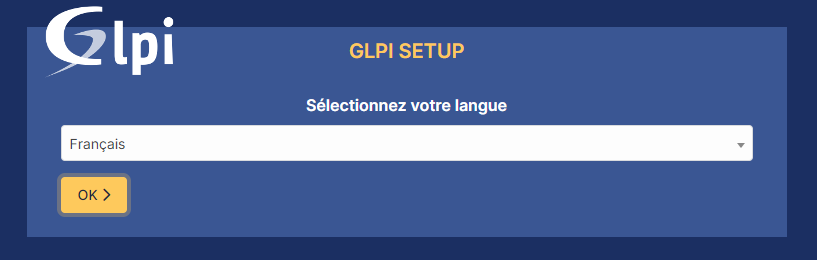 Glpi
GLPI SETUP
Sélectionnez votre langue
Français
OK